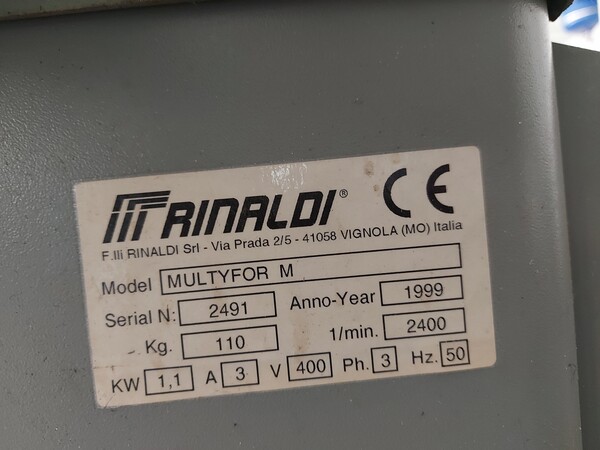 RINALDI® CE
F.lli RINALDI Srl - Via Prada 2/5 - 41058 VIGNOLA (MO) Italia
Model MULTYFOR M
Serial N: 2491 Anno-Year 1999
Kg. 110 1/min. 2400
KW 1,1 A 3 V 400 Ph. 3 Hz. 50